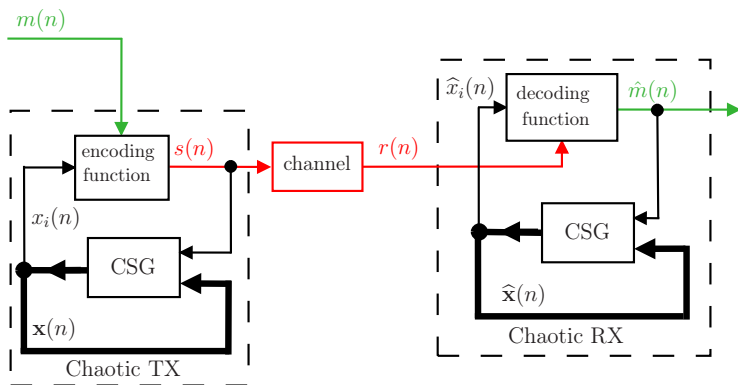 m(n)
encoding
function
s(n)
x_i(n)
CSG
𝐱(n)
Chaotic TX
channel
r(n)
x̂_i(n)
decoding
function
m̂(n)
CSG
𝐱̂(n)
Chaotic RX